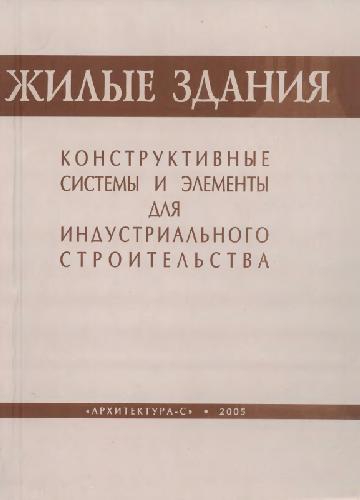 ЖИЛЫЕ ЗДАНИЯ
КОНСТРУКТИВНЫЕ
СИСТЕМЫ И ЭЛЕМЕНТЫ
ДЛЯ
ИНДУСТРИАЛЬНОГО
СТРОИТЕЛЬСТВА
«АРХИТЕКТУРА-С» • 2005